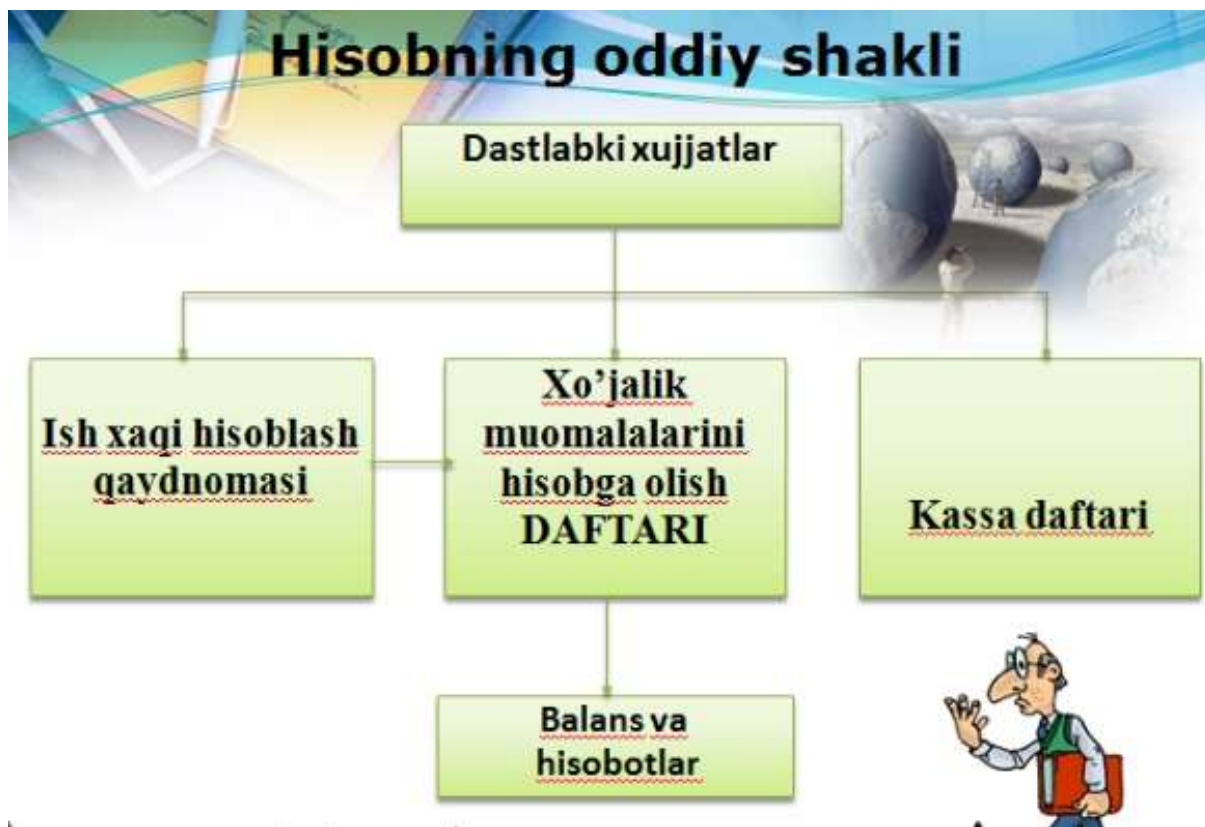 Hisobning oddiy shakli
Dastlabki xujjatlar
Ish xaqi hisoblash
qaydnomasi
Xo’jalik
muomalalarini
hisobga olish
DAFTARI
Kassa daftari
Balans va
hisobotlar